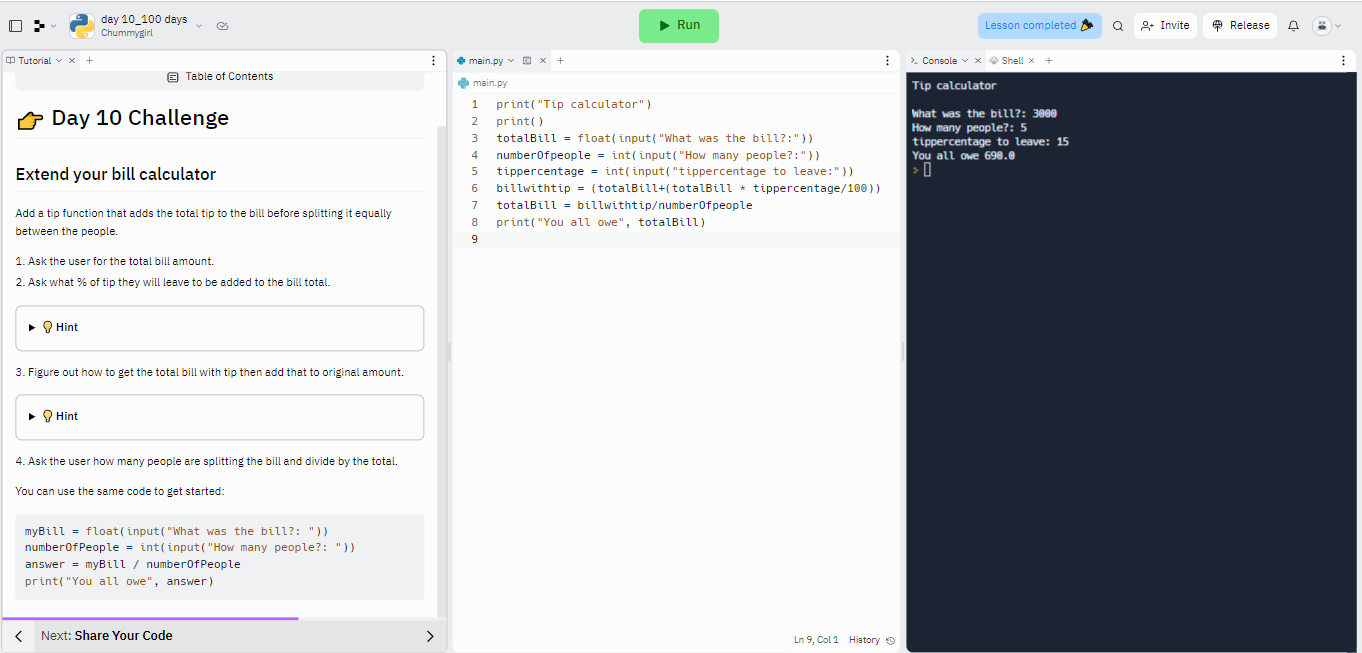 day 10_100 days
Chummygirl
Run
Lesson completed
Invite
Release
Tutorial
Table of Contents
Day 10 Challenge
Extend your bill calculator
Add a tip function that adds the total tip to the bill before splitting it equally
between the people.
1. Ask the user for the total bill amount.
2. Ask what % of tip they will leave to be added to the bill total.
Hint
3. Figure out how to get the total bill with tip then add that to original amount.
Hint
4. Ask the user how many people are splitting the bill and divide by the total.
You can use the same code to get started:
myBill = float(input("What was the bill?: "))
numberOfPeople = int(input("How many people?: "))
answer = myBill / numberOfPeople
print("You all owe", answer)
Next: Share Your Code
main.py
main.py
1 print("Tip calculator")
2 print()
3 totalBill = float(input("What was the bill?:"))
4 numberOfpeople = int(input("How many people?:"))
5 tippercentage = int(input("tippercentage to leave:"))
6 billwithtip = (totalBill+(totalBill * tippercentage/100))
7 totalBill = billwithtip/numberOfpeople
8 print("You all owe", totalBill)
9
Ln 9, Col 1 History
Console
Shell
Tip calculator
What was the bill?: 3000
How many people?: 5
tippercentage to leave: 15
You all owe 690.0